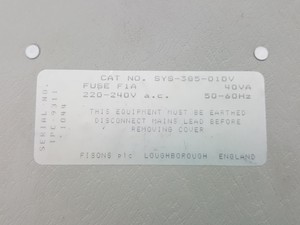 CAT NO. SYS-365-010V
FUSE F1A 40VA
220-240V a.c. 50-60Hz
THIS EQUIPMENT MUST BE EARTHED
DISCONNECT MAINS LEAD BEFORE
REMOVING COVER
FISONS plc LOUGHBOROUGH ENGLAND
SERIAL NO.